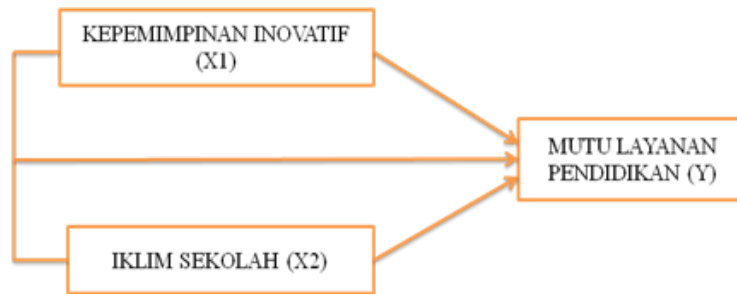 KEPEMIMPINAN INOVATIF
(X1)
MUTU LAYANAN
PENDIDIKAN (Y)
IKLIM SEKOLAH (X2)